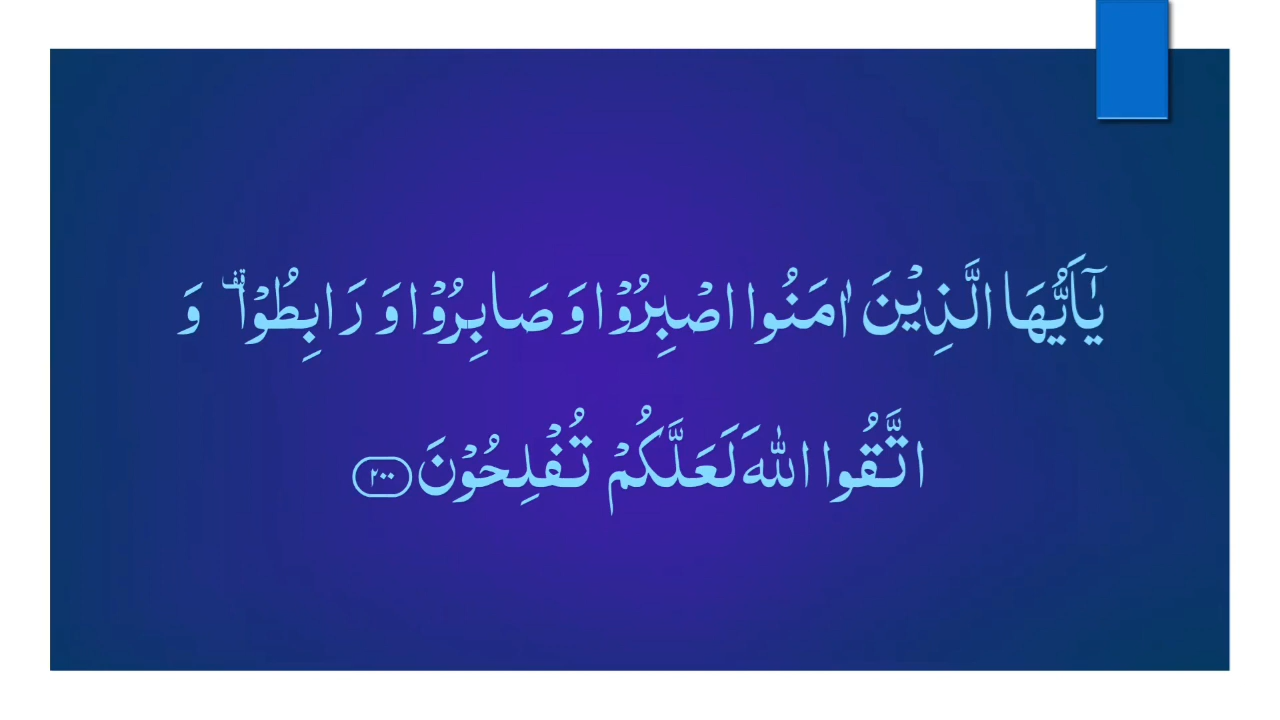 یٰۤاَیُّهَا الَّذِیْنَ اٰمَنُوا اصْبِرُوْا وَ صَابِرُوْا وَ رَابِطُوْا۫ وَ
اتَّقُوا اللّٰهَ لَعَلَّكُمْ تُفْلِحُوْنَ۠ ﴿۲۰۰﴾